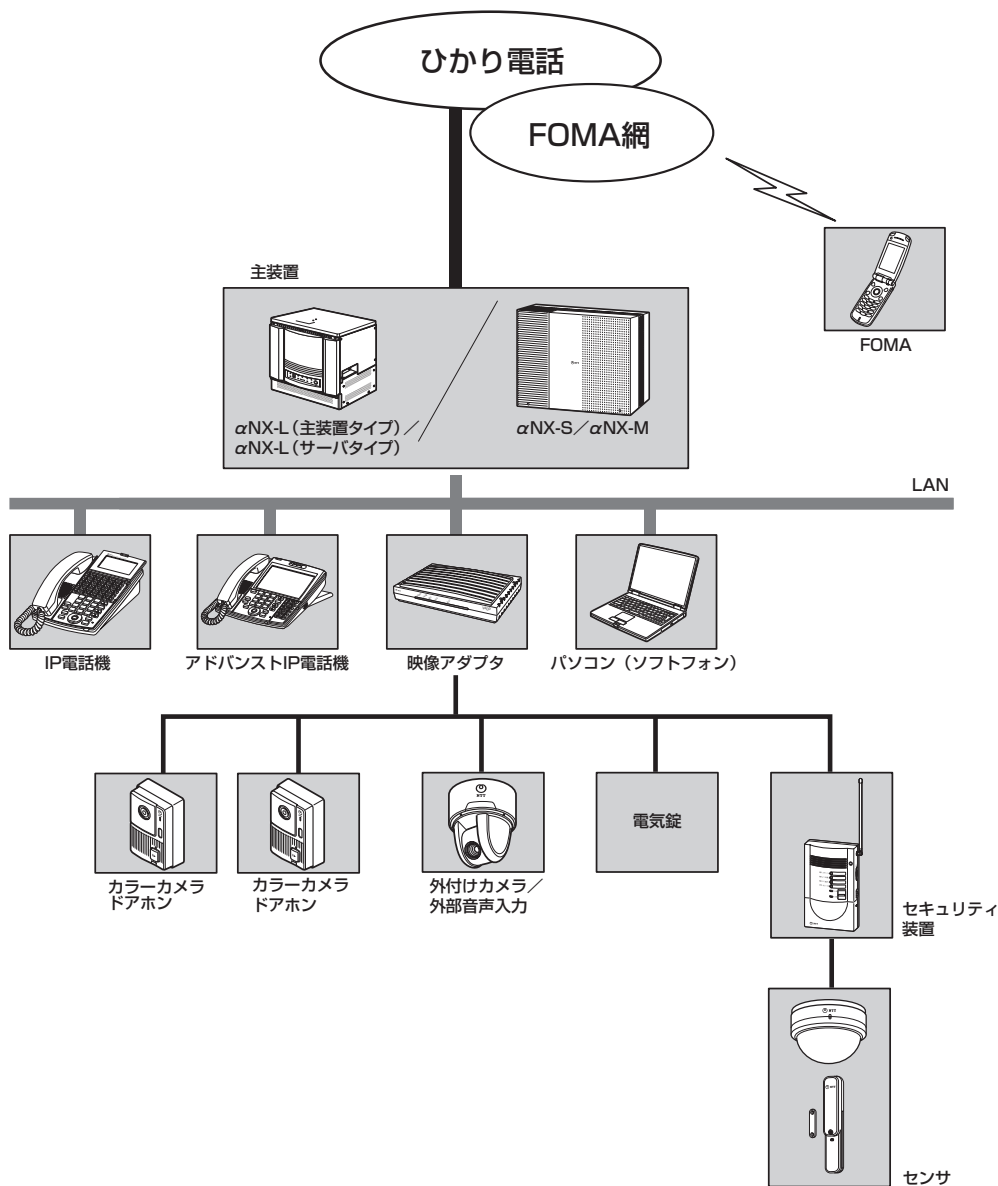 ひかり電話
FOMA網
主装置
FOMA
αNX-L（主装置タイプ）／
αNX-L（サーバタイプ）
αNX-S／αNX-M
LAN
IP電話機
アドバンストIP電話機
映像アダプタ
パソコン（ソフトフォン）
カラーカメラ
ドアホン
カラーカメラ
ドアホン
外付けカメラ／
外部音声入力
電気錠
セキュリティ
装置
センサ